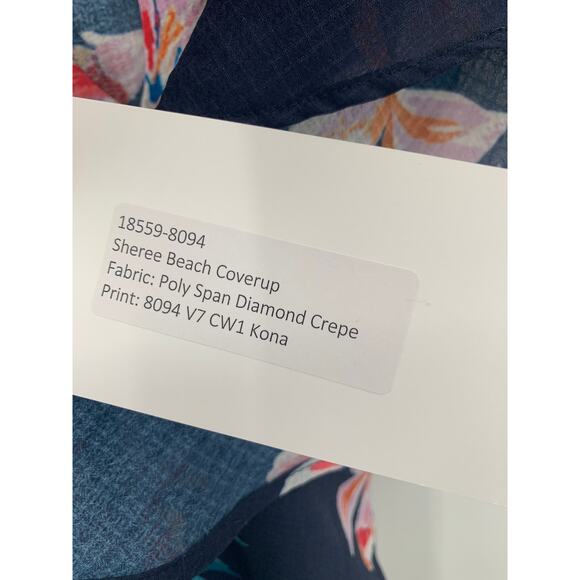 18559-8094
Sheree Beach Coverup
Fabric: Poly Span Diamond Crepe
Print: 8094 V7 CW1 Kona